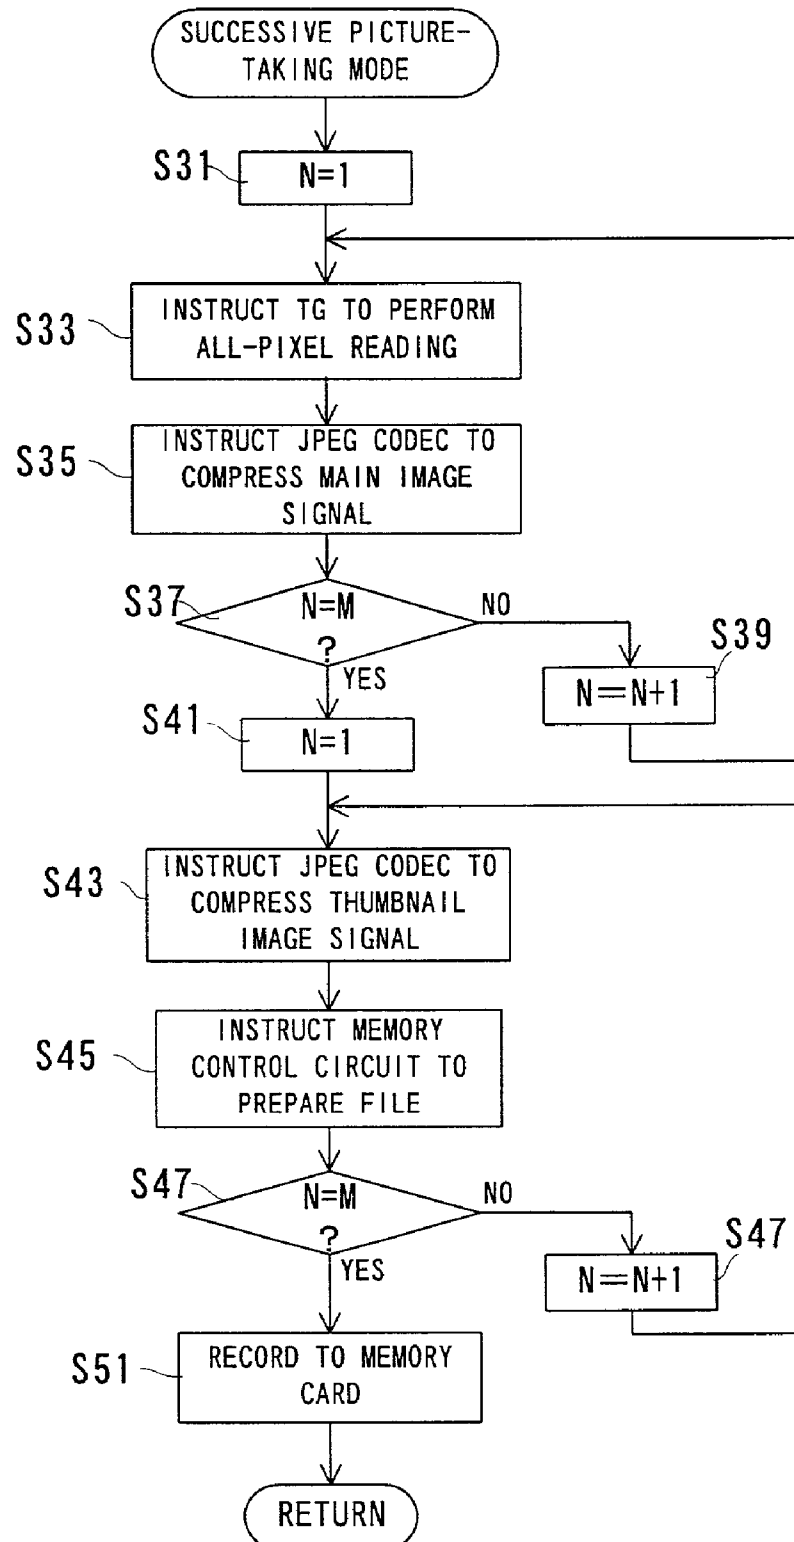 SUCCESSIVE PICTURE-
TAKING MODE
S31
N=1
S33
INSTRUCT TG TO PERFORM
ALL-PIXEL READING
S35
INSTRUCT JPEG CODEC TO
COMPRESS MAIN IMAGE
SIGNAL
S37
N=M
?
NO
YES
S39
N=N+1
S41
N=1
S43
INSTRUCT JPEG CODEC TO
COMPRESS THUMBNAIL
IMAGE SIGNAL
S45
INSTRUCT MEMORY
CONTROL CIRCUIT TO
PREPARE FILE
S47
N=M
?
NO
YES
S47
N=N+1
S51
RECORD TO MEMORY
CARD
RETURN